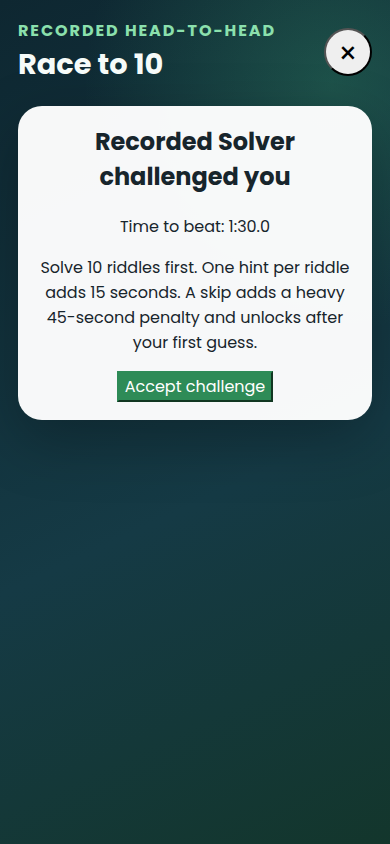 RECORDED HEAD-TO-HEAD
Race to 10
×
Recorded Solver
challenged you
Time to beat: 1:30.0
Solve 10 riddles first. One hint per riddle
adds 15 seconds. A skip adds a heavy
45-second penalty and unlocks after
your first guess.
Accept challenge